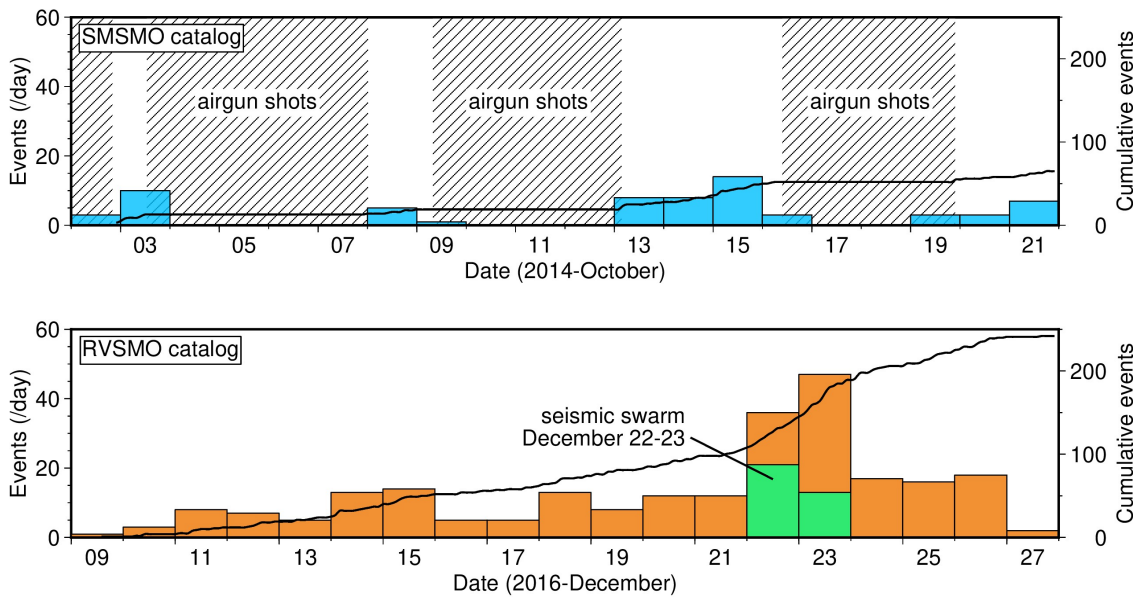 SMSMO catalog
60
40
20
0
Events (/day)
airgun shots
airgun shots
airgun shots
200
100
0
Cumulative events
03 05 07 09 11 13 15 17 19 21
Date (2014-October)
RVSMO catalog
60
40
20
0
Events (/day)
seismic swarm
December 22-23
200
100
0
Cumulative events
09 11 13 15 17 19 21 23 25 27
Date (2016-December)